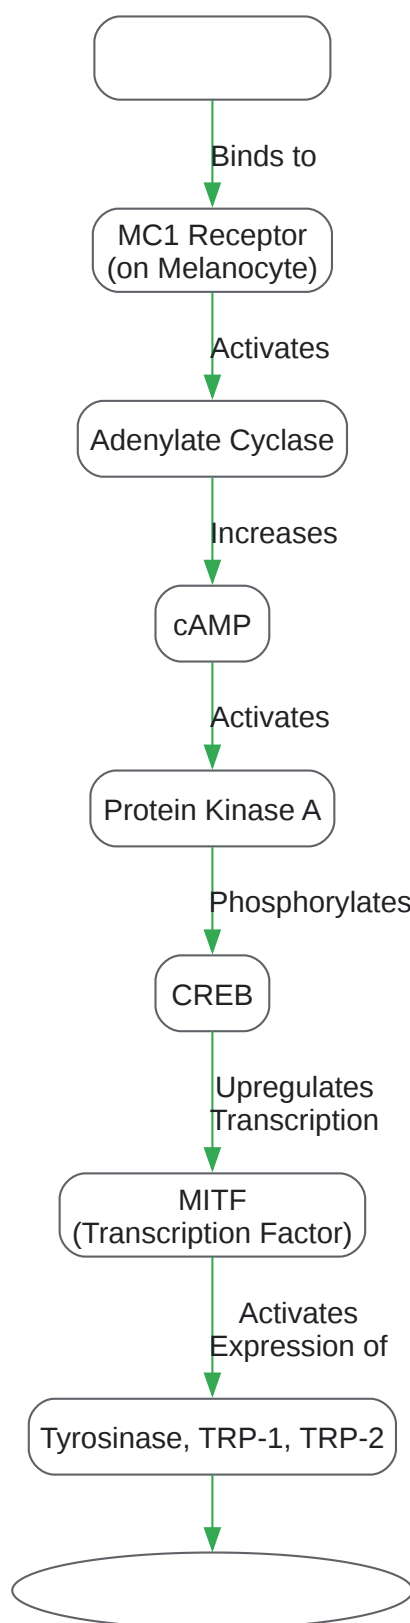 Binds to
MC1 Receptor
(on Melanocyte)
Activates
Adenylate Cyclase
Increases
cAMP
Activates
Protein Kinase A
Phosphorylates
CREB
Upregulates
Transcription
MITF
(Transcription Factor)
Activates
Expression of
Tyrosinase, TRP-1, TRP-2